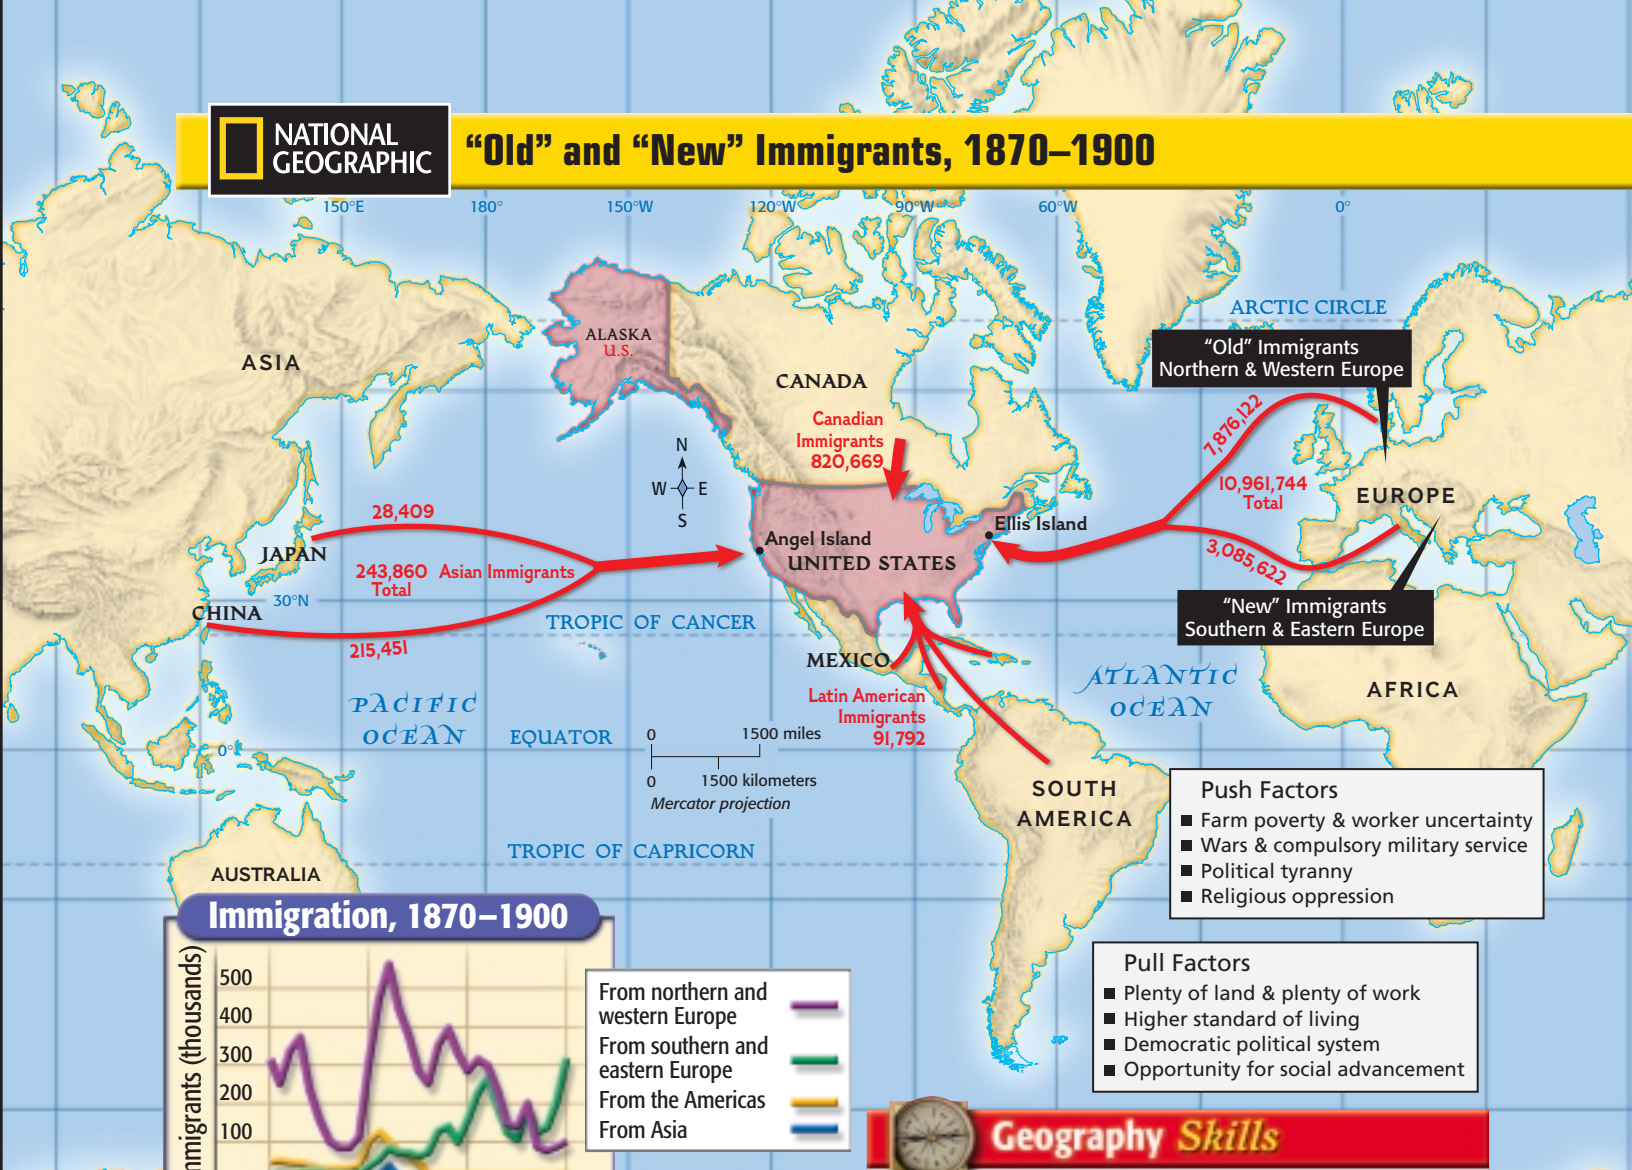 NATIONAL
GEOGRAPHIC
“Old” and “New” Immigrants, 1870–1900
150°E
180°
150°W
120°W
90°W
60°W
0°
ARCTIC CIRCLE
“Old” Immigrants
Northern & Western Europe
ALASKA
U.S.
ASIA
CANADA
Canadian
Immigrants
820,669
N
W E
S
7,876,122
10,961,744
Total
EUROPE
28,409
JAPAN
Angel Island
Ellis Island
UNITED STATES
243,860 Asian Immigrants
Total
3,085,622
30°N
CHINA
“New” Immigrants
Southern & Eastern Europe
TROPIC OF CANCER
215,451
MEXICO
Latin American
Immigrants
91,792
PACIFIC
OCEAN
ATLANTIC
OCEAN
AFRICA
0°
EQUATOR
0 1500 miles
0 1500 kilometers
Mercator projection
SOUTH
AMERICA
TROPIC OF CAPRICORN
AUSTRALIA
Push Factors
Farm poverty & worker uncertainty
Wars & compulsory military service
Political tyranny
Religious oppression
Pull Factors
Plenty of land & plenty of work
Higher standard of living
Democratic political system
Opportunity for social advancement
Immigration, 1870–1900
mmigrants (thousands)
500
400
300
200
100
From northern and
western Europe
From southern and
eastern Europe
From the Americas
From Asia
Geography Skills